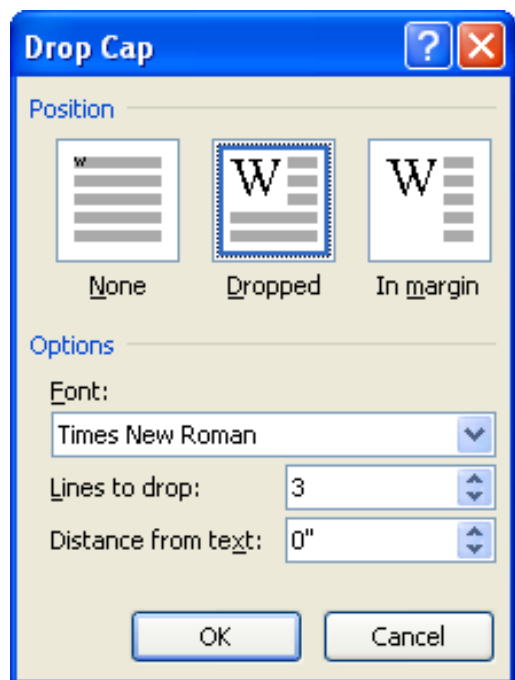 Drop Cap
Position
w
W
W
None
Dropped
In margin
Options
Font:
Times New Roman
Lines to drop:
3
Distance from text:
0"
OK
Cancel